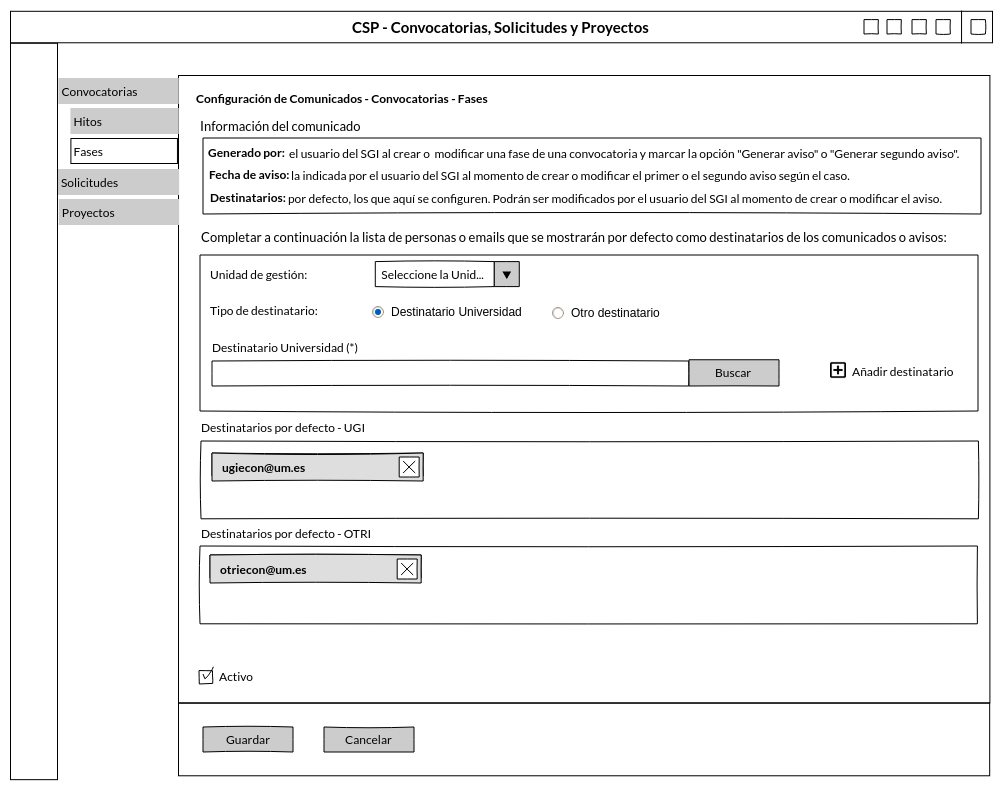 CSP - Convocatorias, Solicitudes y Proyectos
Convocatorias
Hitos
Fases
Solicitudes
Proyectos
Configuración de Comunicados - Convocatorias - Fases
Información del comunicado
Generado por: el usuario del SGI al crear o modificar una fase de una convocatoria y marcar la opción "Generar aviso" o "Generar segundo aviso".
Fecha de aviso: la indicada por el usuario del SGI al momento de crear o modificar el primer o el segundo aviso según el caso.
Destinatarios: por defecto, los que aquí se configuren. Podrán ser modificados por el usuario del SGI al momento de crear o modificar el aviso.
Completar a continuación la lista de personas o emails que se mostrarán por defecto como destinatarios de los comunicados o avisos:
Unidad de gestión: Seleccione la Unid...
Tipo de destinatario: Destinatario Universidad Otro destinatario
Destinatario Universidad (*)
Buscar Añadir destinatario
Destinatarios por defecto - UGI
ugiecon@um.es
Destinatarios por defecto - OTRI
otriecon@um.es
Activo
Guardar Cancelar